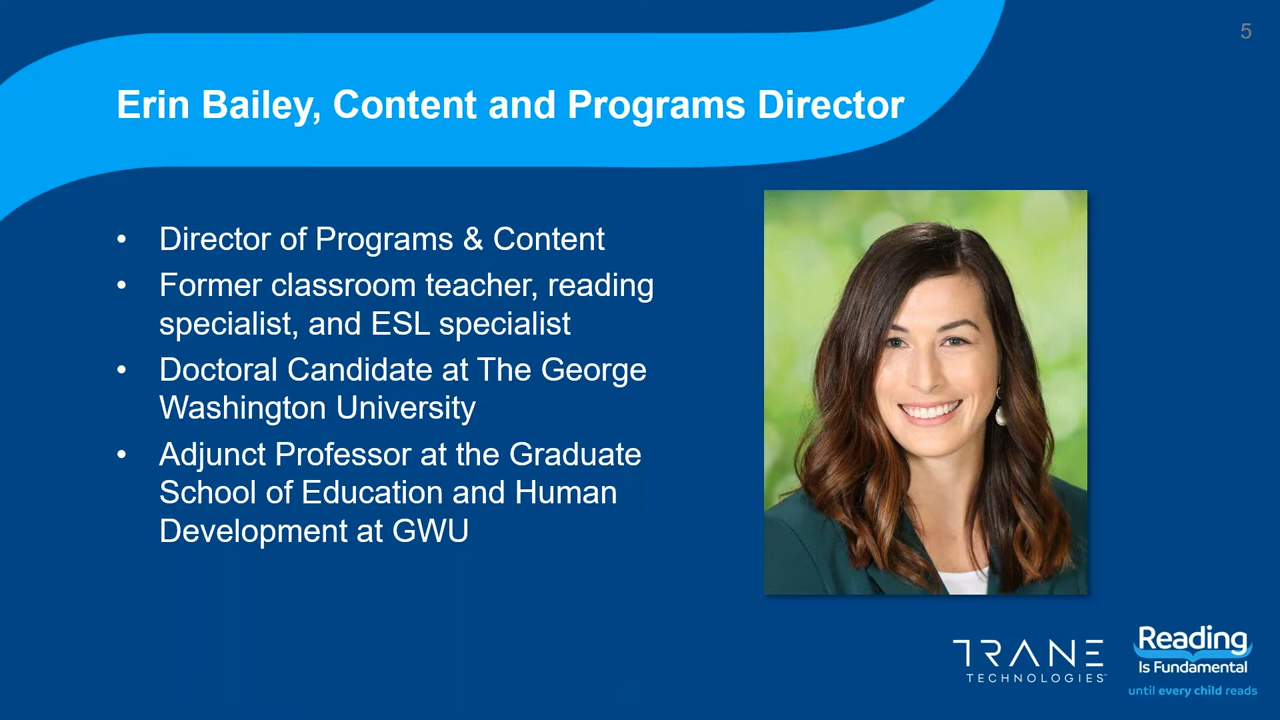 5
Erin Bailey, Content and Programs Director
• Director of Programs & Content
• Former classroom teacher, reading
specialist, and ESL specialist
• Doctoral Candidate at The George
Washington University
• Adjunct Professor at the Graduate
School of Education and Human
Development at GWU
TRANE
TECHNOLOGIES™
Reading
Is Fundamental
until every child reads